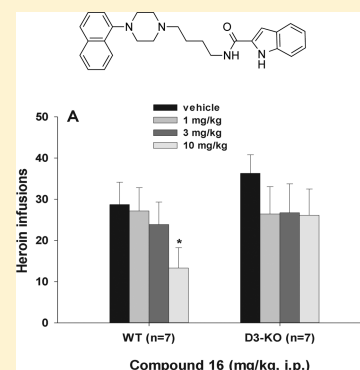 N
N
O
NH
N
H
A
vehicle
1 mg/kg
3 mg/kg
10 mg/kg
Heroin infusions
50
40
30
20
10
0
*
WT (n=7)
D3-KO (n=7)
Compound 16 (mg/kg, i.p.)